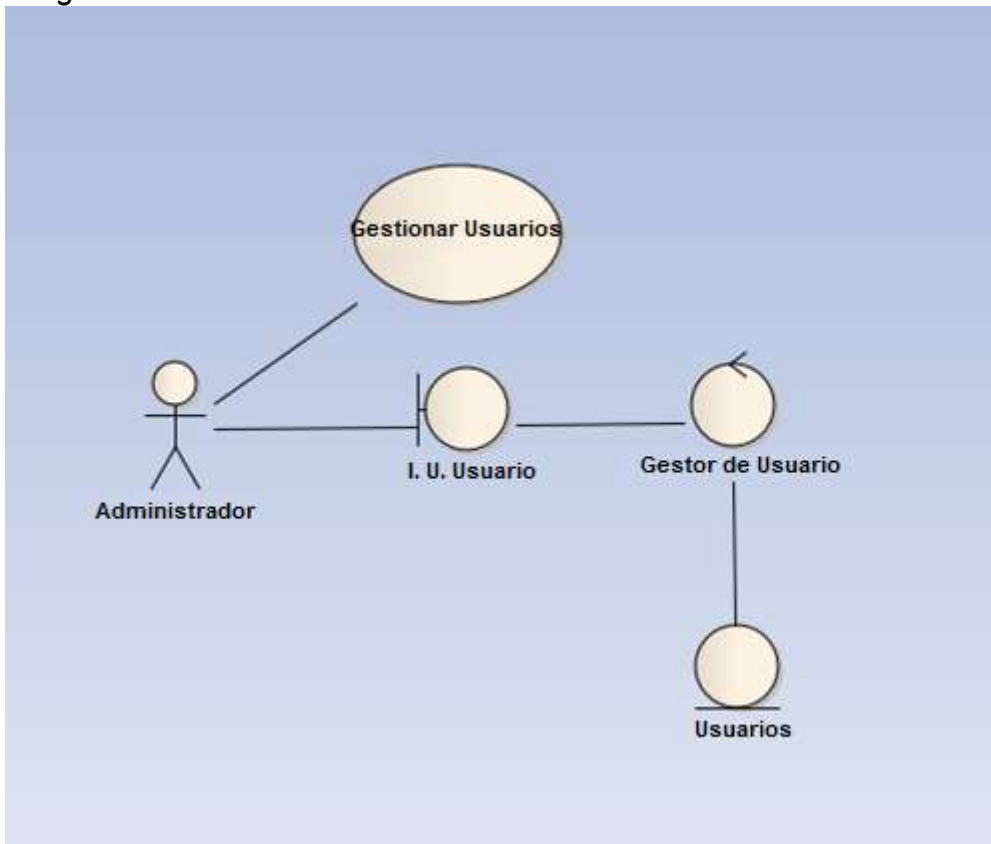 Gestionar Usuarios
I. U. Usuario
Gestor de Usuario
Administrador
Usuarios